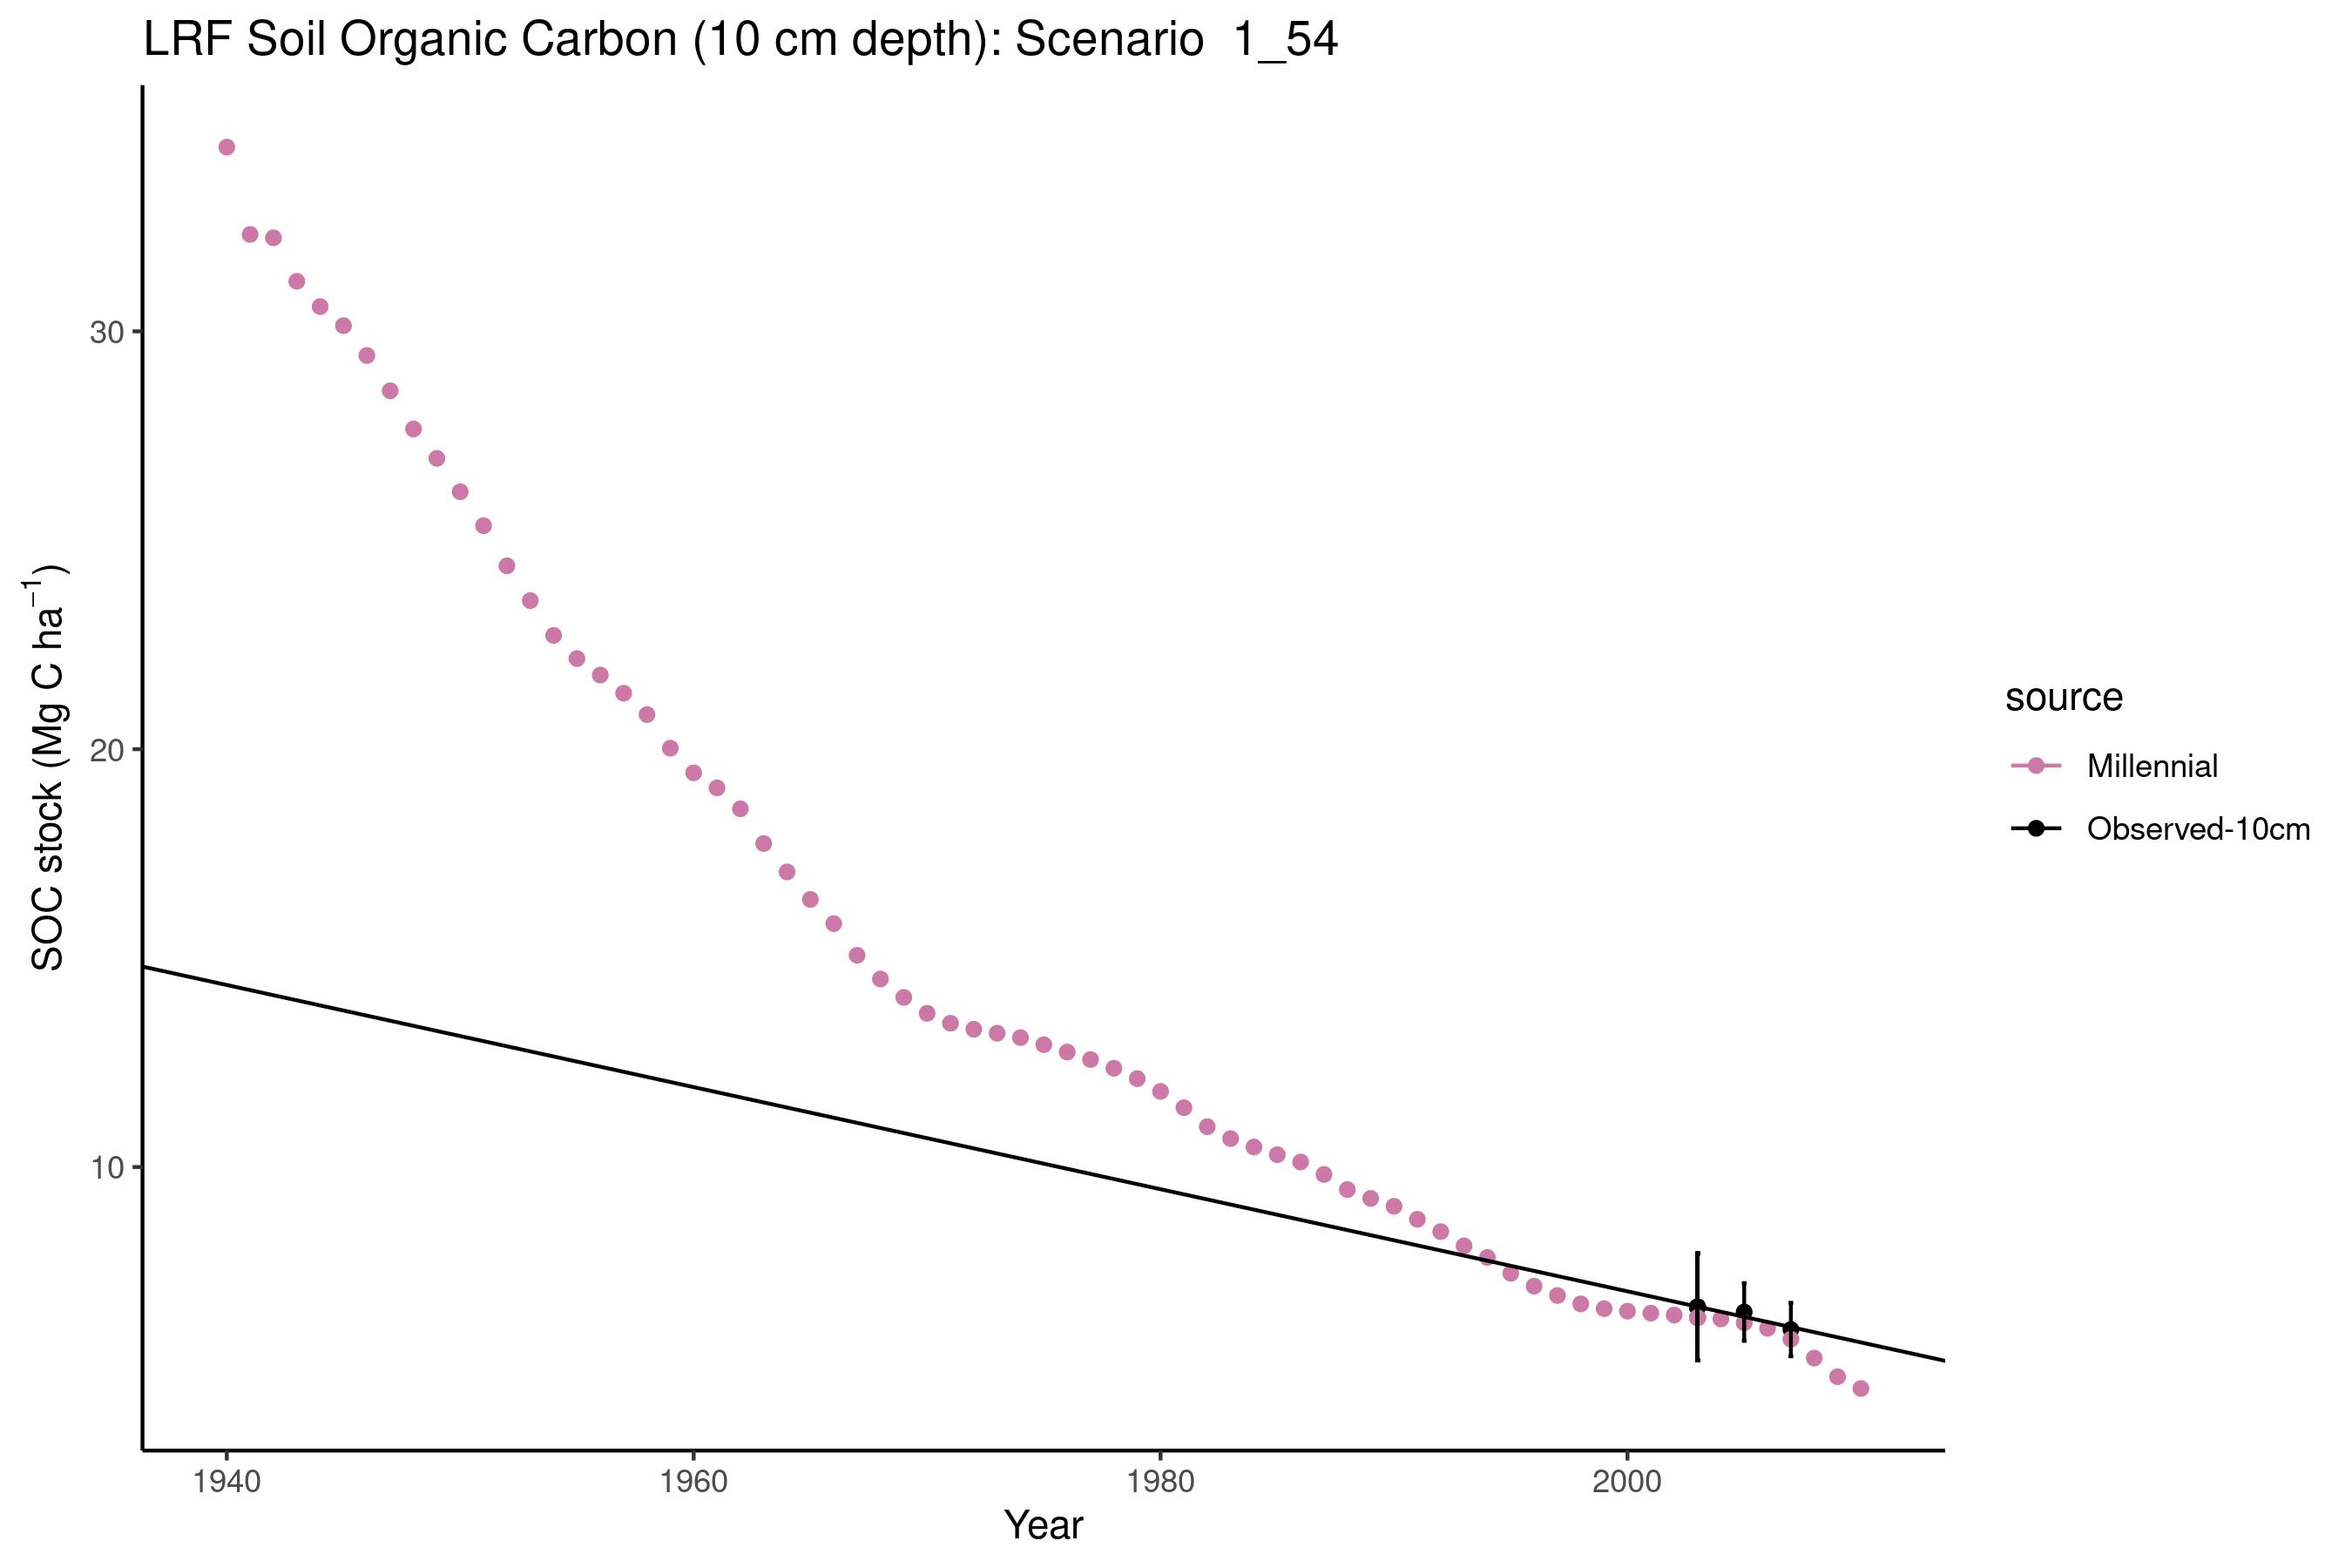 LRF Soil Organic Carbon (10 cm depth): Scenario  1_54
SOC stock (Mg C ha⁻¹)
30
20
10
1940
1960
1980
2000
Year
source
Millennial
Observed-10cm